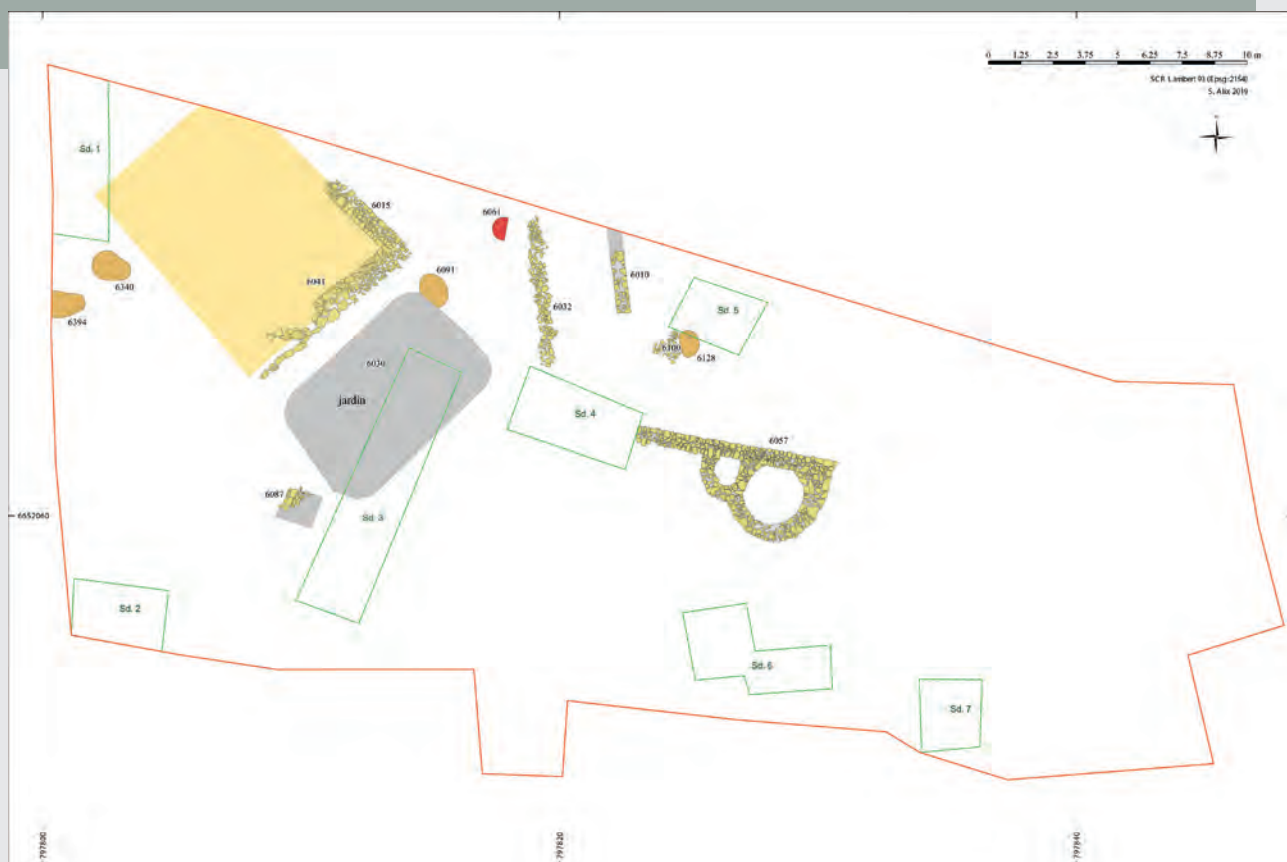 0 1.25 2.5 3.75 5 6.25 7.5 8.75 10 m
SCR Lambert 93 (Epsg:2154)
S. Alix 2019
Sd. 1
6015
6061
6010
6041
6091
6340
6032
6394
Sd. 5
6100
6128
6030
jardin
Sd. 4
6057
6087
6652060
Sd. 3
Sd. 2
Sd. 6
Sd. 7
797800
797820
797840